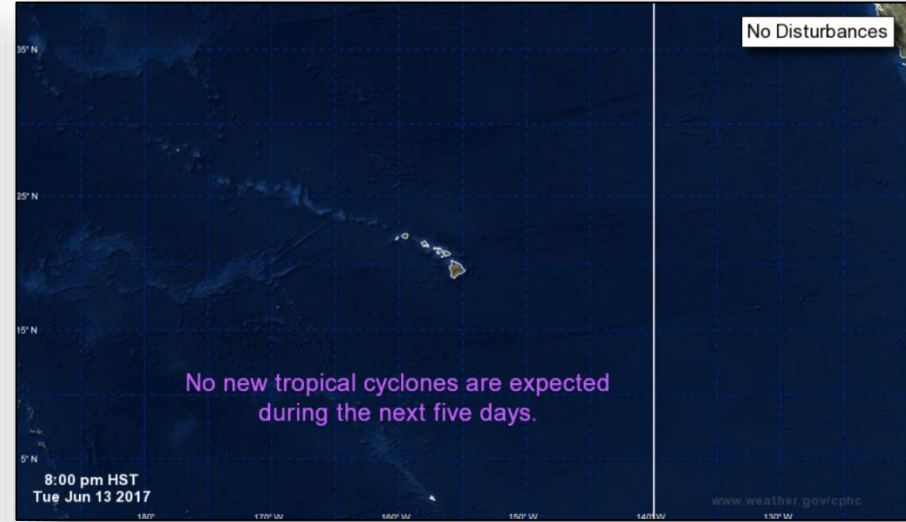 No Disturbances
35° N
25° N
15° N
No new tropical cyclones are expected
during the next five days.
5° N
8:00 pm HST
Tue Jun 13 2017
www.weather.gov/cphc
180°
170° W
160° W
150° W
140° W
130° W